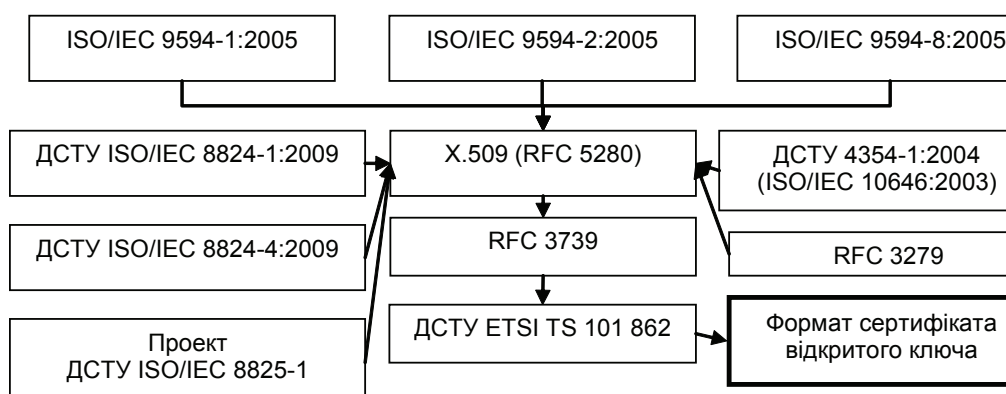 ISO/IEC 9594-1:2005
ISO/IEC 9594-2:2005
ISO/IEC 9594-8:2005
ДСТУ ISO/IEC 8824-1:2009
X.509 (RFC 5280)
ДСТУ 4354-1:2004
(ISO/IEC 10646:2003)
ДСТУ ISO/IEC 8824-4:2009
RFC 3739
RFC 3279
Проект
ДСТУ ISO/IEC 8825-1
ДСТУ ETSI TS 101 862
Формат сертифіката
відкритого ключа